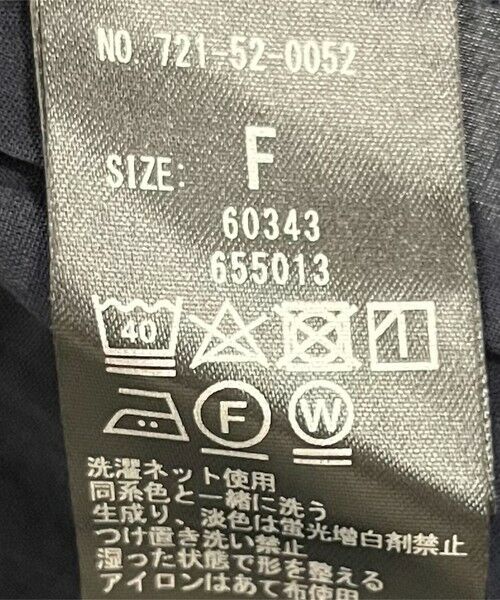 NO. 721-52-0052
SIZE: F
60343
655013
40
F W
洗濯ネット使用
同系色と一緒に洗う
生成り、淡色は蛍光増白剤禁止
つけ置き洗い禁止
湿った状態で形を整える
アイロンはあて布使用